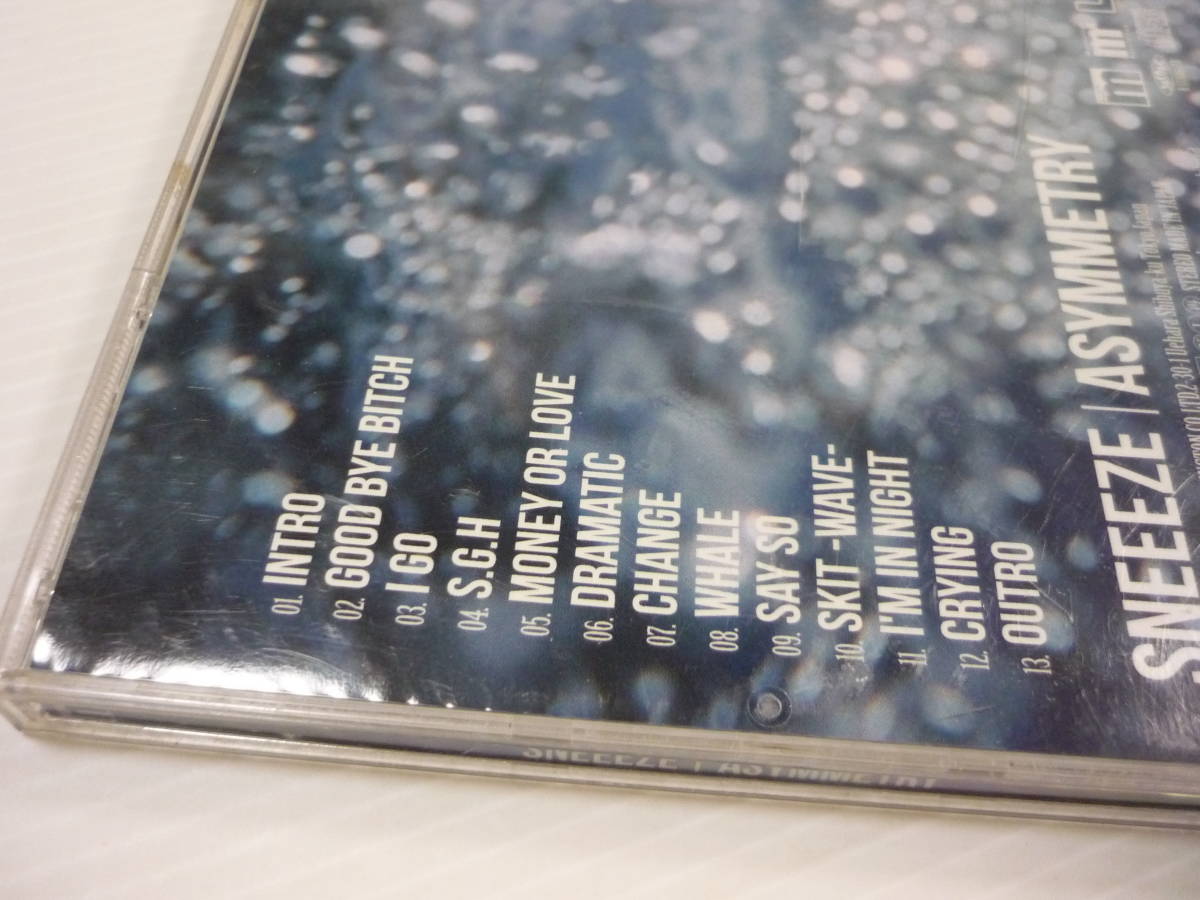 01. INTRO
02. GOOD BYE BITCH
03. I GO
04. S.G.H
05. MONEY OR LOVE
06. DRAMATIC
07. CHANGE
08. WHALE
09. SAY SO
10. SKIT -WAVE-
11. I'M IN NIGHT
12. CRYING
13. OUTRO
SNEEEZE | ASYMMETRY
SNEEEZE | ASYMMETRY